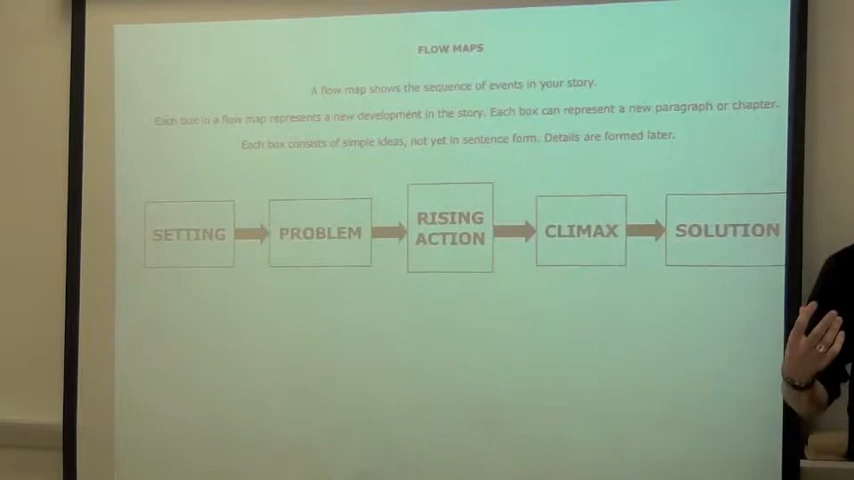 FLOW MAPS
A flow map shows the sequence of events in your story.
Each box in a flow map represents a new development in the story. Each box can represent a new paragraph or chapter.
Each box consists of simple ideas, not yet in sentence form. Details are formed later.
SETTING
PROBLEM
RISING
ACTION
CLIMAX
SOLUTION